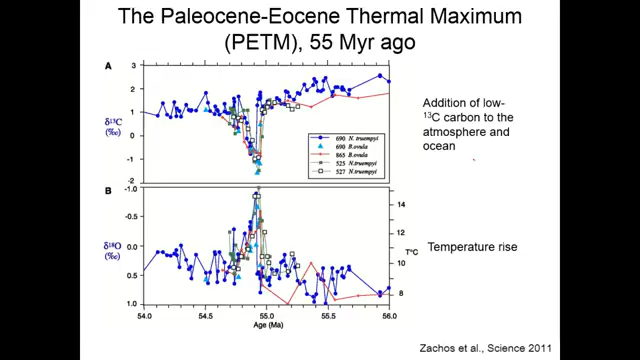 The Paleocene-Eocene Thermal Maximum
(PETM), 55 Myr ago
A
3
2
1
0
-1
-2
δ¹³C
(‰)
690 N. truempyi
690 B.ovula
865 B.ovula
525 N.truempyi
527 N.truempyi
Addition of low-
¹³C carbon to the
atmosphere and
ocean
B
-1.0
-0.5
0.0
0.5
1.0
δ¹⁸O
(‰)
14
12
10
8
T°C
Temperature rise
54.0 54.5 55.0 55.5 56.0
Age (Ma)
Zachos et al., Science 2011